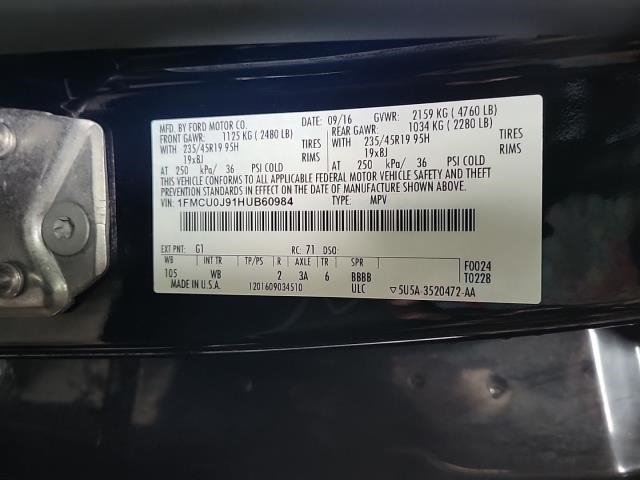 MFD. BY FORD MOTOR CO. DATE: 09/16 GVWR: 2159 KG ( 4760 LB)
FRONT GAWR: 1125 KG ( 2480 LB) REAR GAWR: 1034 KG ( 2280 LB)
WITH 235/45R19 95H TIRES WITH 235/45R19 95H TIRES
19x8J RIMS 19x8J RIMS
AT 250 kPa/ 36 PSI COLD AT 250 kPa/ 36 PSI COLD
THIS VEHICLE CONFORMS TO ALL APPLICABLE FEDERAL MOTOR VEHICLE SAFETY AND THEFT
PREVENTION STANDARDS IN EFFECT ON THE DATE OF MANUFACTURE SHOWN ABOVE.
VIN: 1FMCU0J91HUB60984 TYPE: MPV
EXT PNT: G1 RC: 71 DSO:
WB INT TR TP/PS R AXLE TR SPR F0024
105 WB 2 3A 6 BBBB T0228
MADE IN U.S.A. 1201609034510 ULC ▽5U5A-3520472-AA